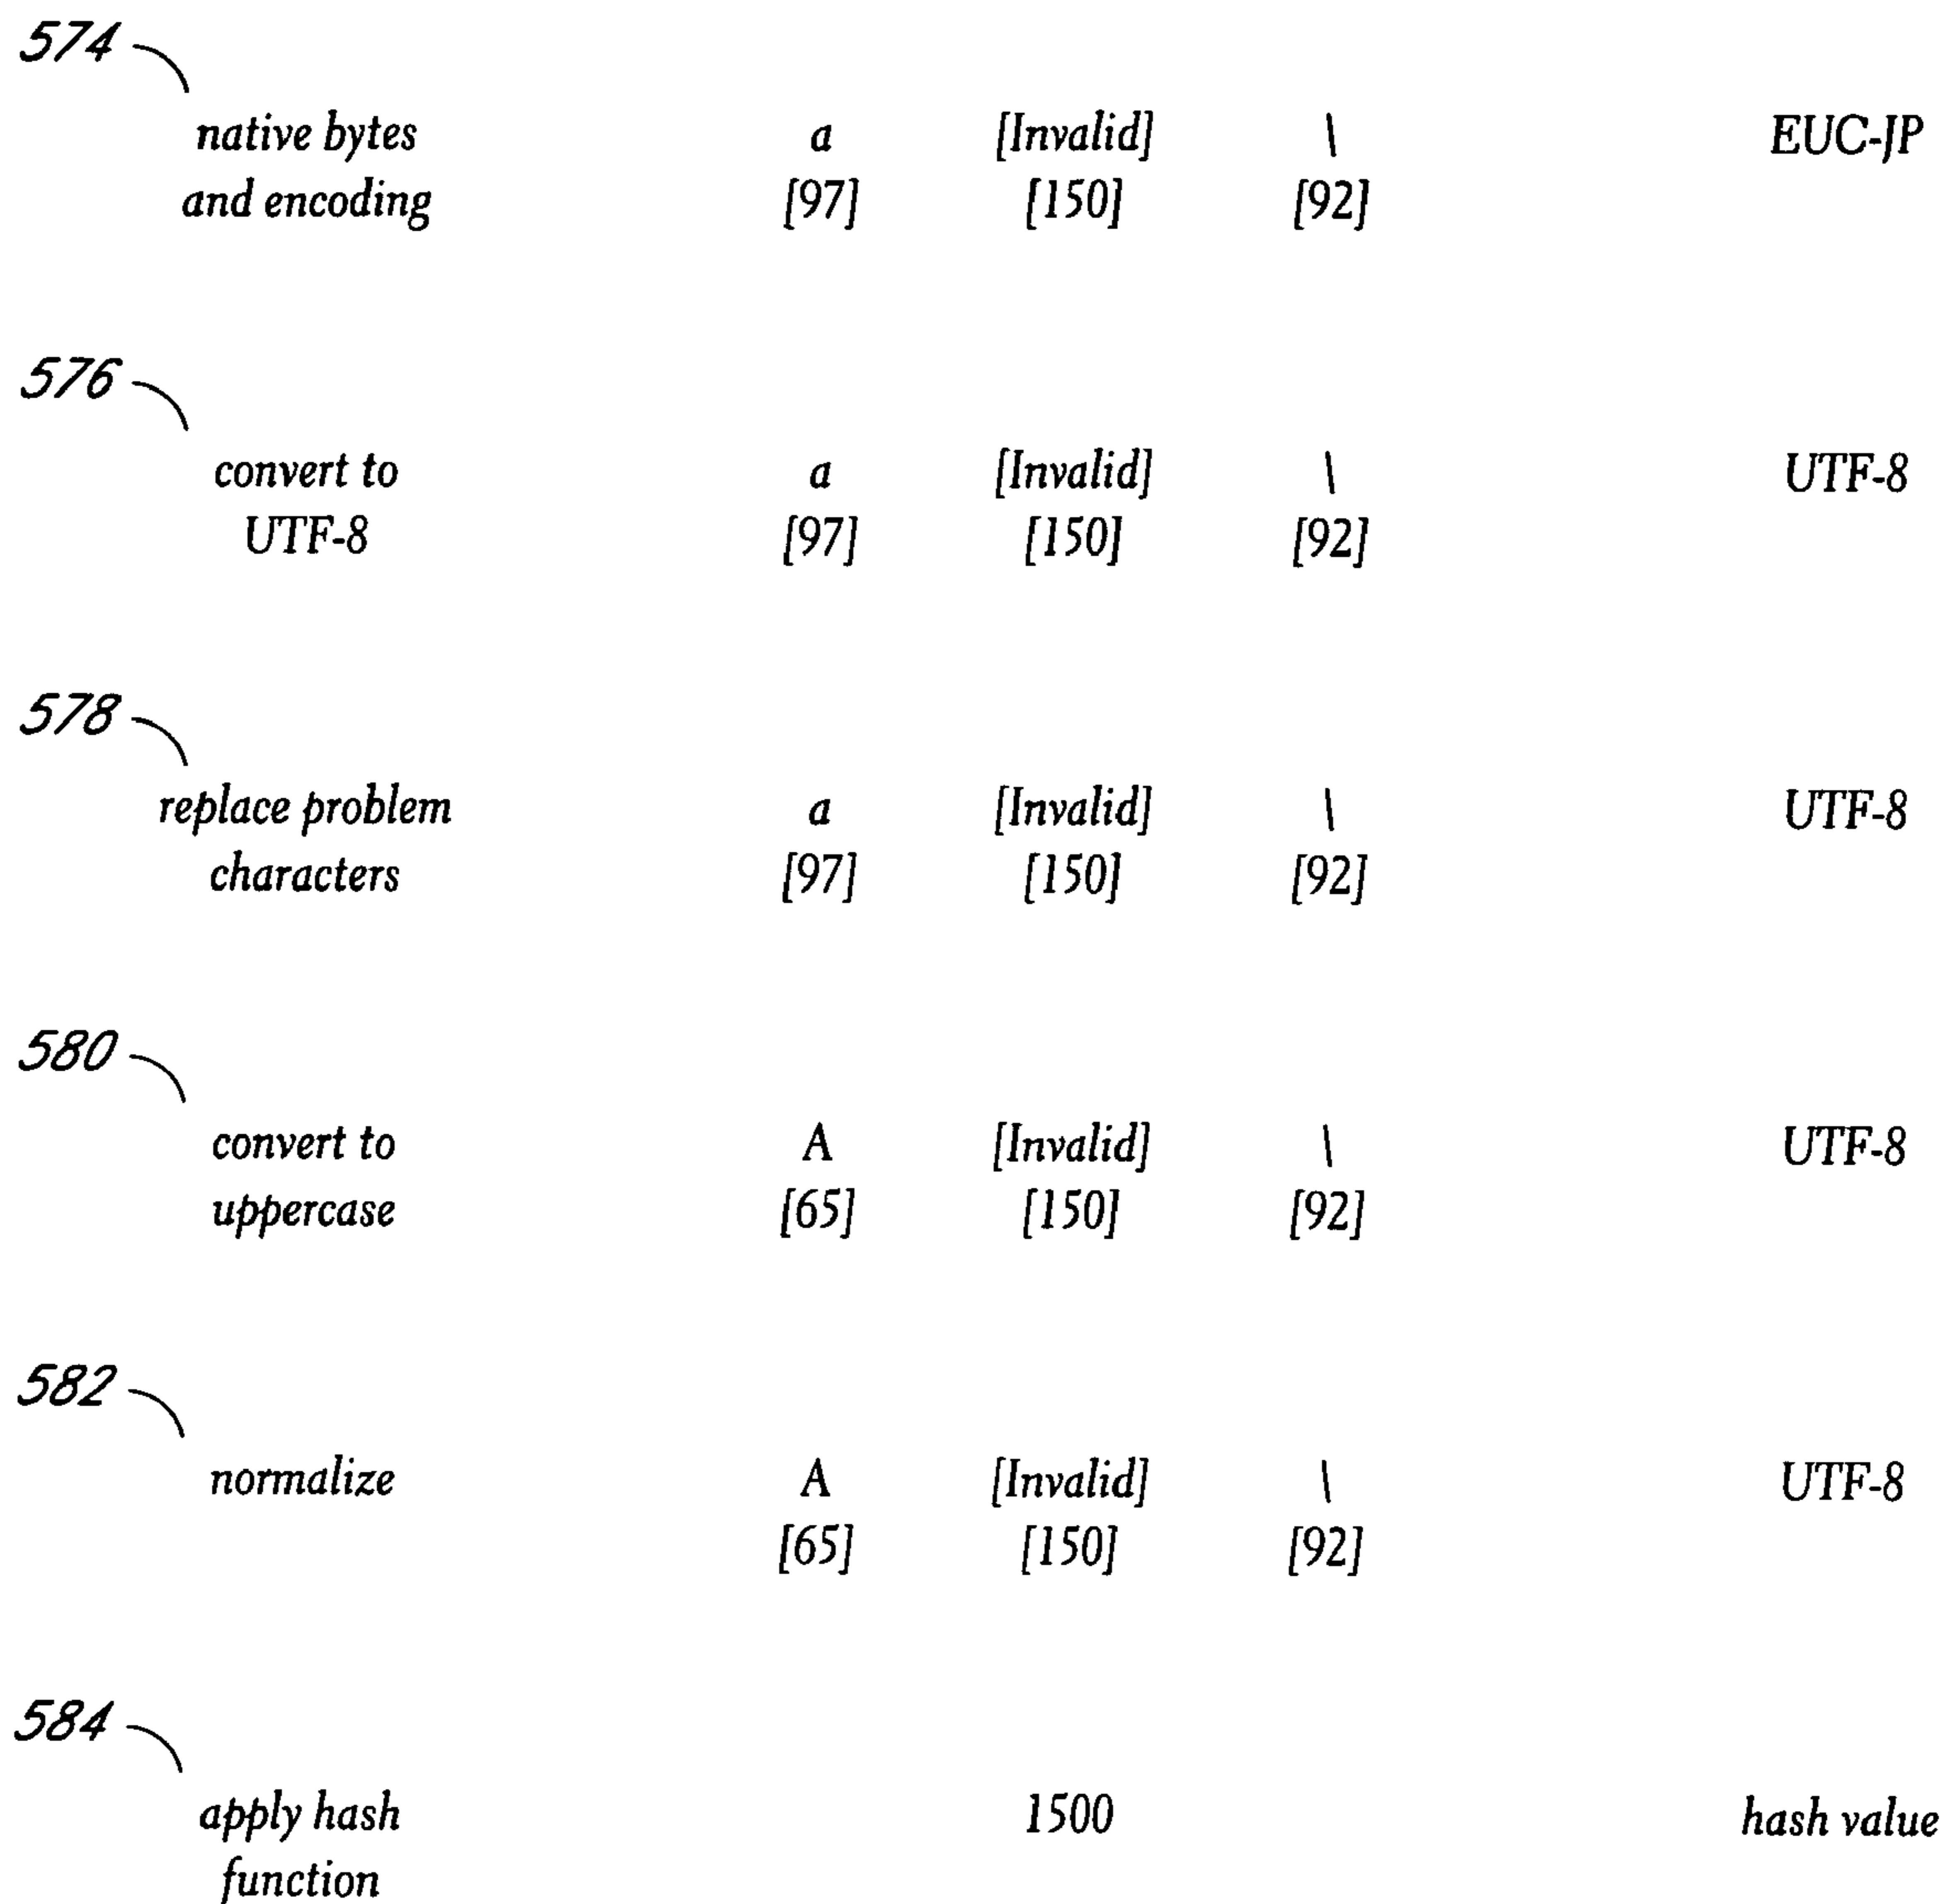 574
native bytes a [Invalid] \ EUC-JP
and encoding [97] [150] [92]
576
convert to a [Invalid] \ UTF-8
UTF-8 [97] [150] [92]
578
replace problem a [Invalid] \ UTF-8
characters [97] [150] [92]
580
convert to A [Invalid] \ UTF-8
uppercase [65] [150] [92]
582
normalize A [Invalid] \ UTF-8
[65] [150] [92]
584
apply hash 1500 hash value
function